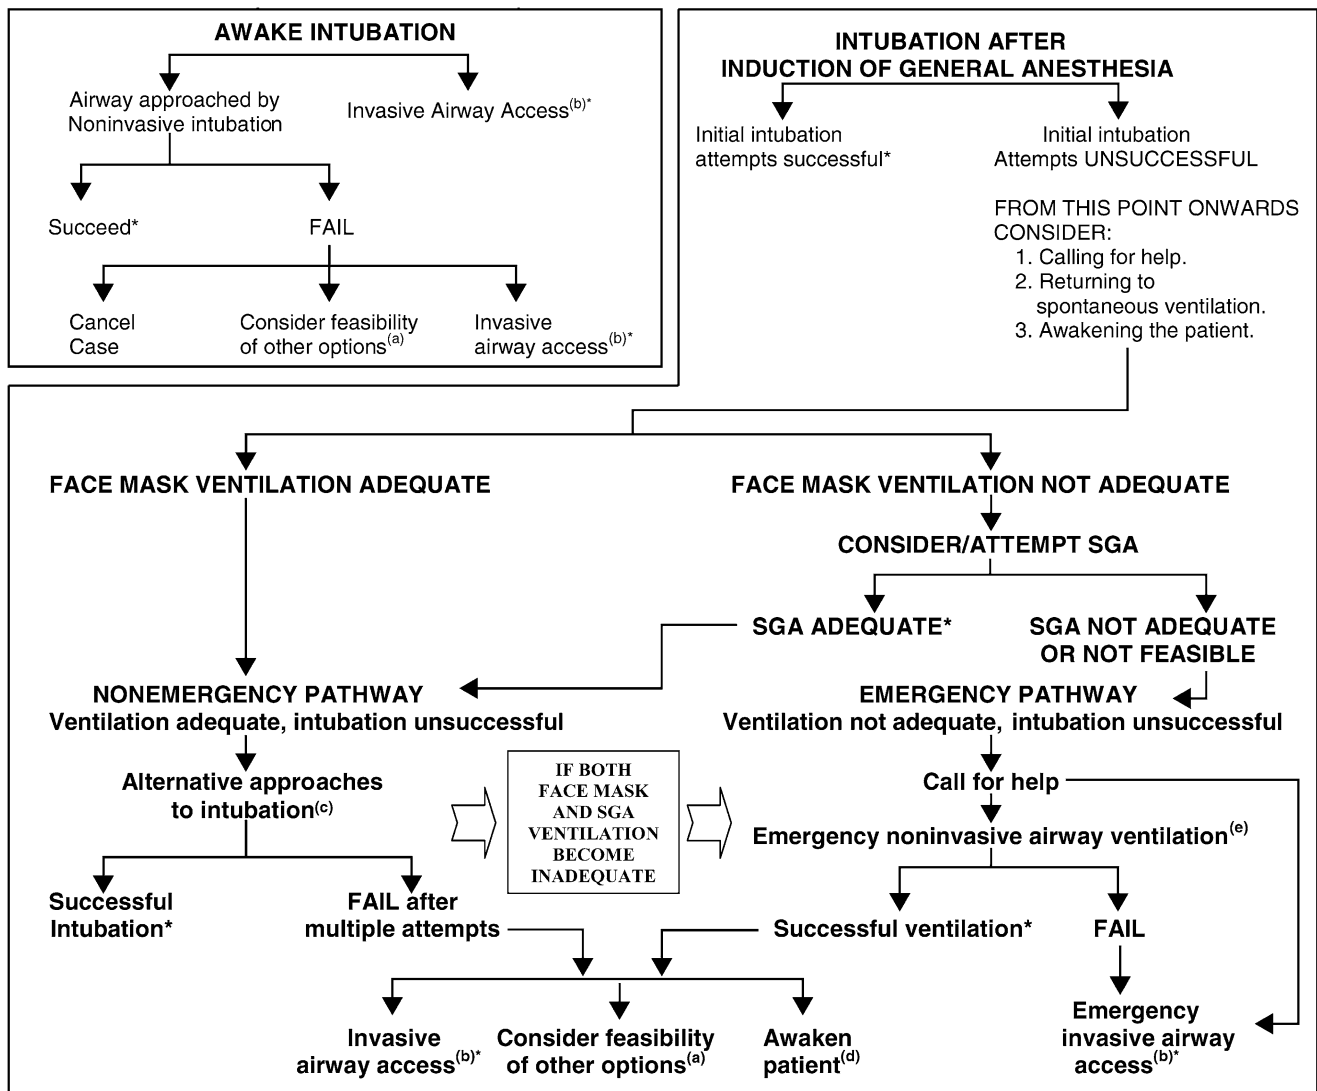 AWAKE INTUBATION
Airway approached by
Noninvasive intubation
Invasive Airway Access(b)*
Succeed*
FAIL
Cancel
Case
Consider feasibility
of other options(a)
Invasive
airway access(b)*
INTUBATION AFTER
INDUCTION OF GENERAL ANESTHESIA
Initial intubation
attempts successful*
Initial intubation
Attempts UNSUCCESSFUL
FROM THIS POINT ONWARDS
CONSIDER:
1. Calling for help.
2. Returning to
spontaneous ventilation.
3. Awakening the patient.
FACE MASK VENTILATION ADEQUATE
FACE MASK VENTILATION NOT ADEQUATE
CONSIDER/ATTEMPT SGA
SGA ADEQUATE*
SGA NOT ADEQUATE
OR NOT FEASIBLE
NONEMERGENCY PATHWAY
Ventilation adequate, intubation unsuccessful
EMERGENCY PATHWAY
Ventilation not adequate, intubation unsuccessful
Alternative approaches
to intubation(c)
IF BOTH
FACE MASK
AND SGA
VENTILATION
BECOME
INADEQUATE
Call for help
Emergency noninvasive airway ventilation(e)
Successful
Intubation*
FAIL after
multiple attempts
Successful ventilation*
FAIL
Invasive
airway access(b)*
Consider feasibility
of other options(a)
Awaken
patient(d)
Emergency
invasive airway
access(b)*